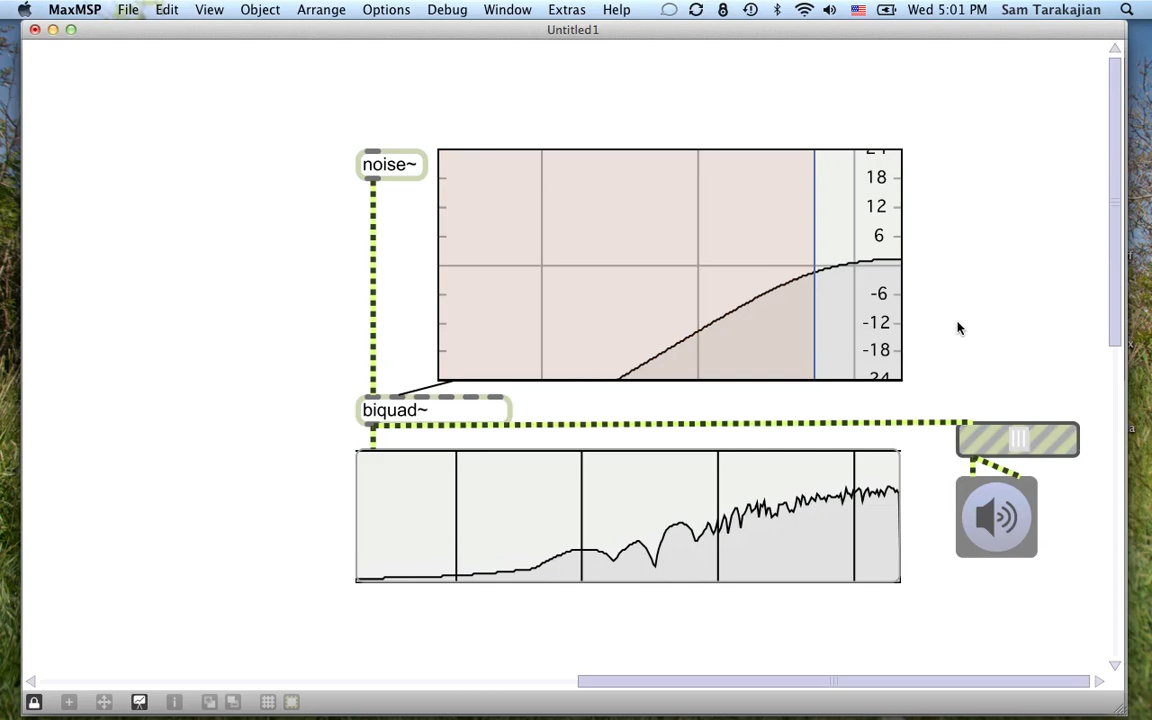 MaxMSP File Edit View Object Arrange Options Debug Window Extras Help Wed 5:01 PM Sam Tarakajian
Untitled1
noise~
18
12
6
-6
-12
-18
24
biquad~